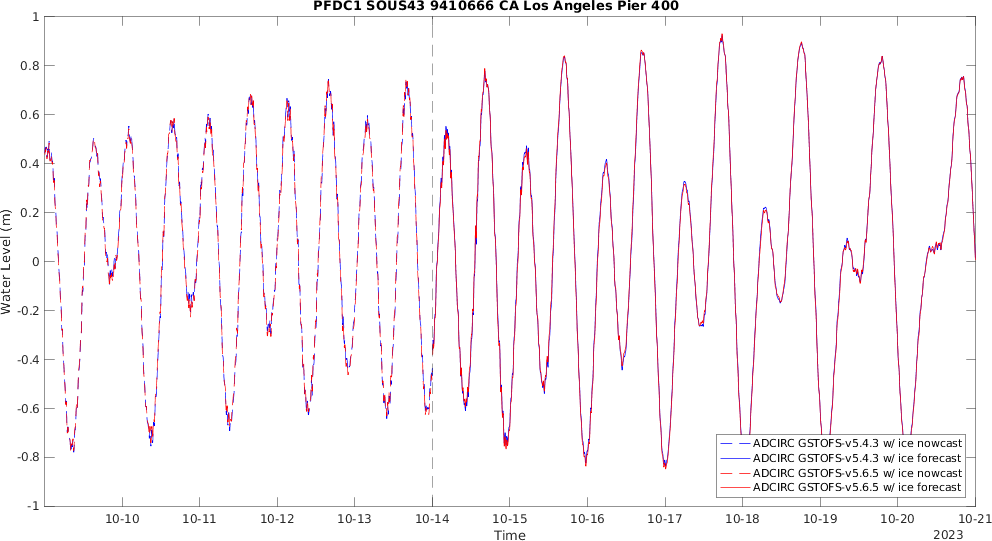 PFDC1 SOUS43 9410666 CA Los Angeles Pier 400
1
0.8
0.6
0.4
0.2
0
-0.2
-0.4
-0.6
-0.8
-1
Water Level (m)
ADCIRC GSTOFS-v5.4.3 w/ ice nowcast
ADCIRC GSTOFS-v5.4.3 w/ ice forecast
ADCIRC GSTOFS-v5.6.5 w/ ice nowcast
ADCIRC GSTOFS-v5.6.5 w/ ice forecast
10-10 10-11 10-12 10-13 10-14 10-15 10-16 10-17 10-18 10-19 10-20 10-21
Time
2023